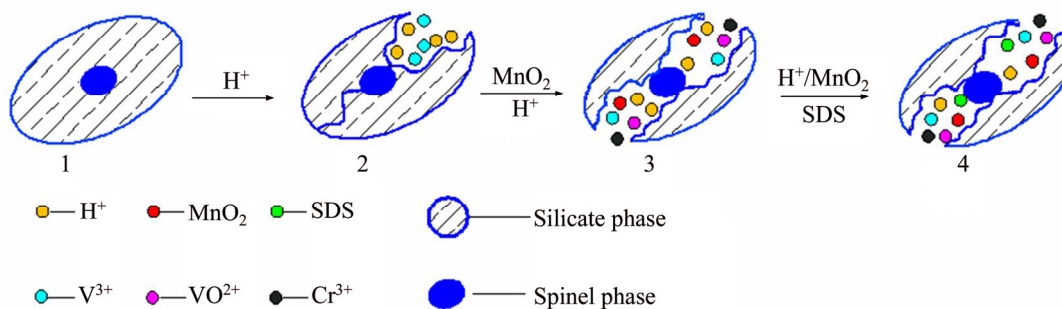 H⁺
MnO₂
H⁺
H⁺/MnO₂
SDS
1
2
3
4
H⁺
MnO₂
SDS
Silicate phase
V³⁺
VO²⁺
Cr³⁺
Spinel phase